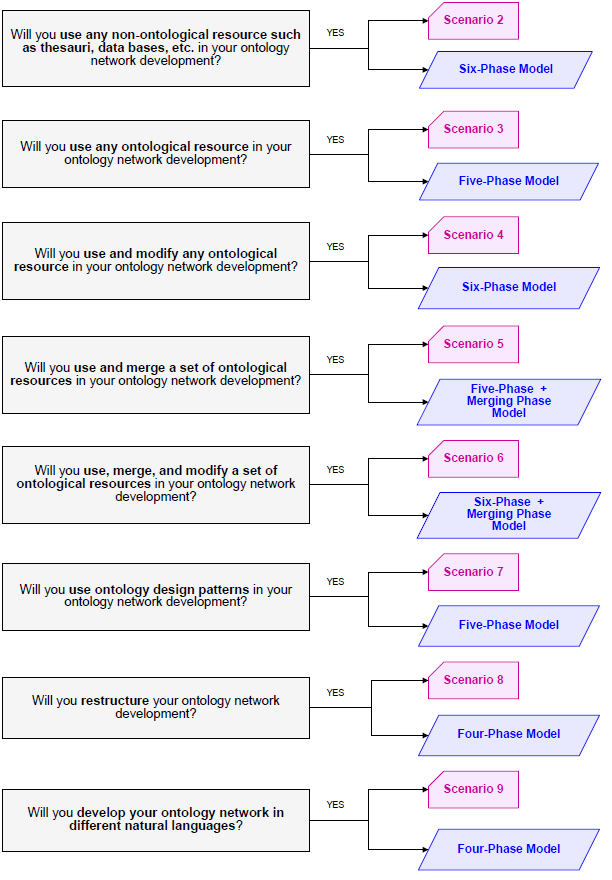 Will you use any non-ontological resource such
as thesauri, data bases, etc. in your ontology
network development?
YES
Scenario 2
Six-Phase Model
Will you use any ontological resource in your
ontology network development?
YES
Scenario 3
Five-Phase Model
Will you use and modify any ontological
resource in your ontology network development?
YES
Scenario 4
Six-Phase Model
Will you use and merge a set of ontological
resources in your ontology network development?
YES
Scenario 5
Five-Phase +
Merging Phase
Model
Will you use, merge, and modify a set of
ontological resources in your ontology network
development?
YES
Scenario 6
Six-Phase +
Merging Phase
Model
Will you use ontology design patterns in your
ontology network development?
YES
Scenario 7
Five-Phase Model
Will you restructure your ontology network
development?
YES
Scenario 8
Four-Phase Model
Will you develop your ontology network in
different natural languages?
YES
Scenario 9
Four-Phase Model